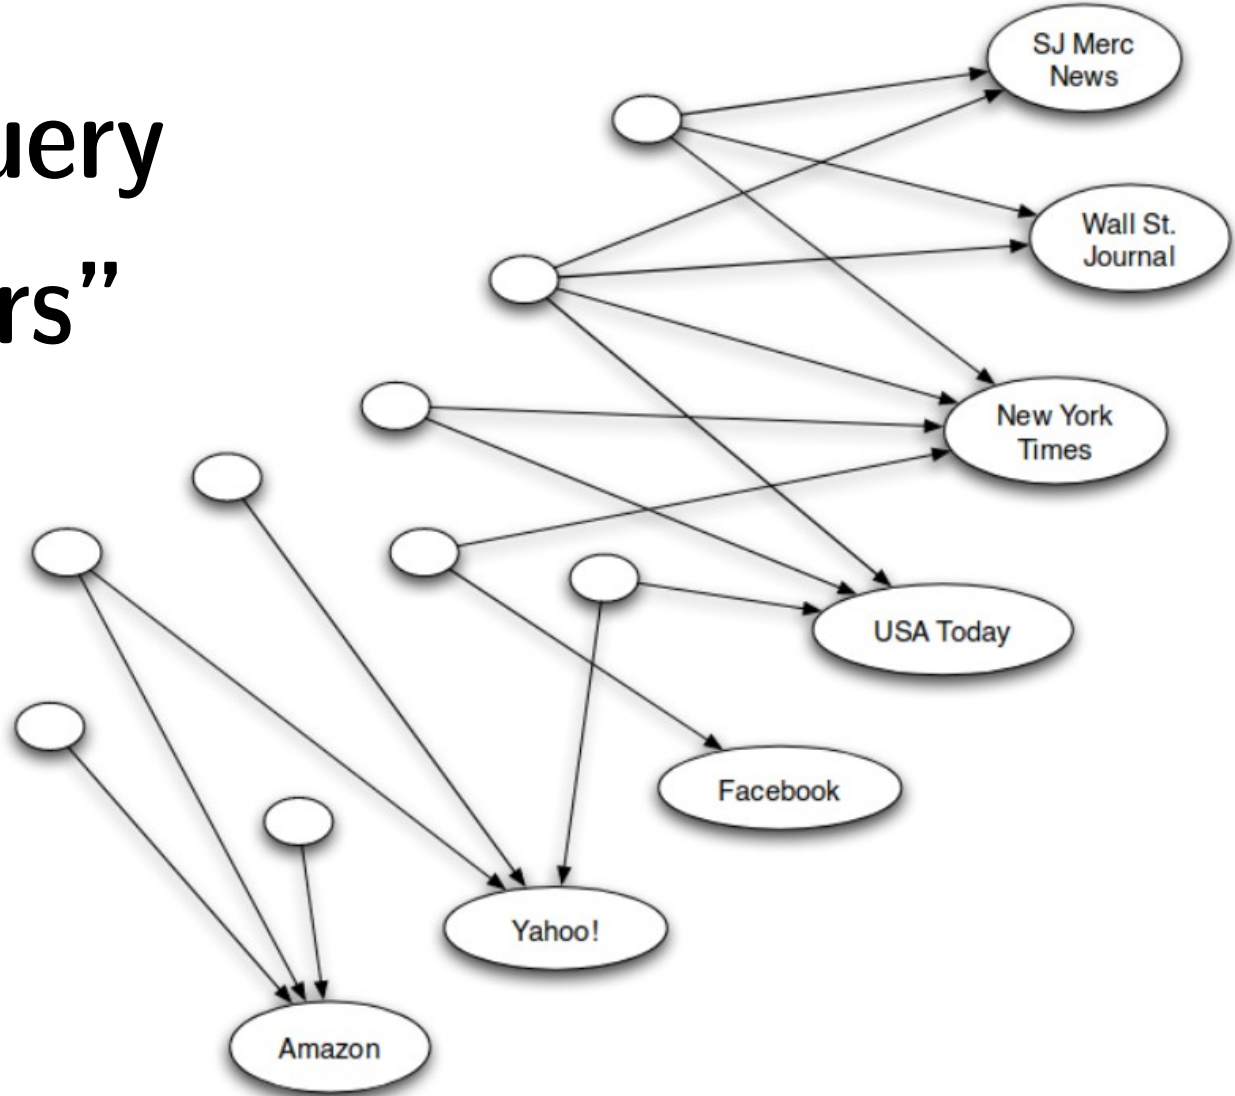 uery
rs”
SJ Merc
News
Wall St.
Journal
New York
Times
USA Today
Facebook
Yahoo!
Amazon